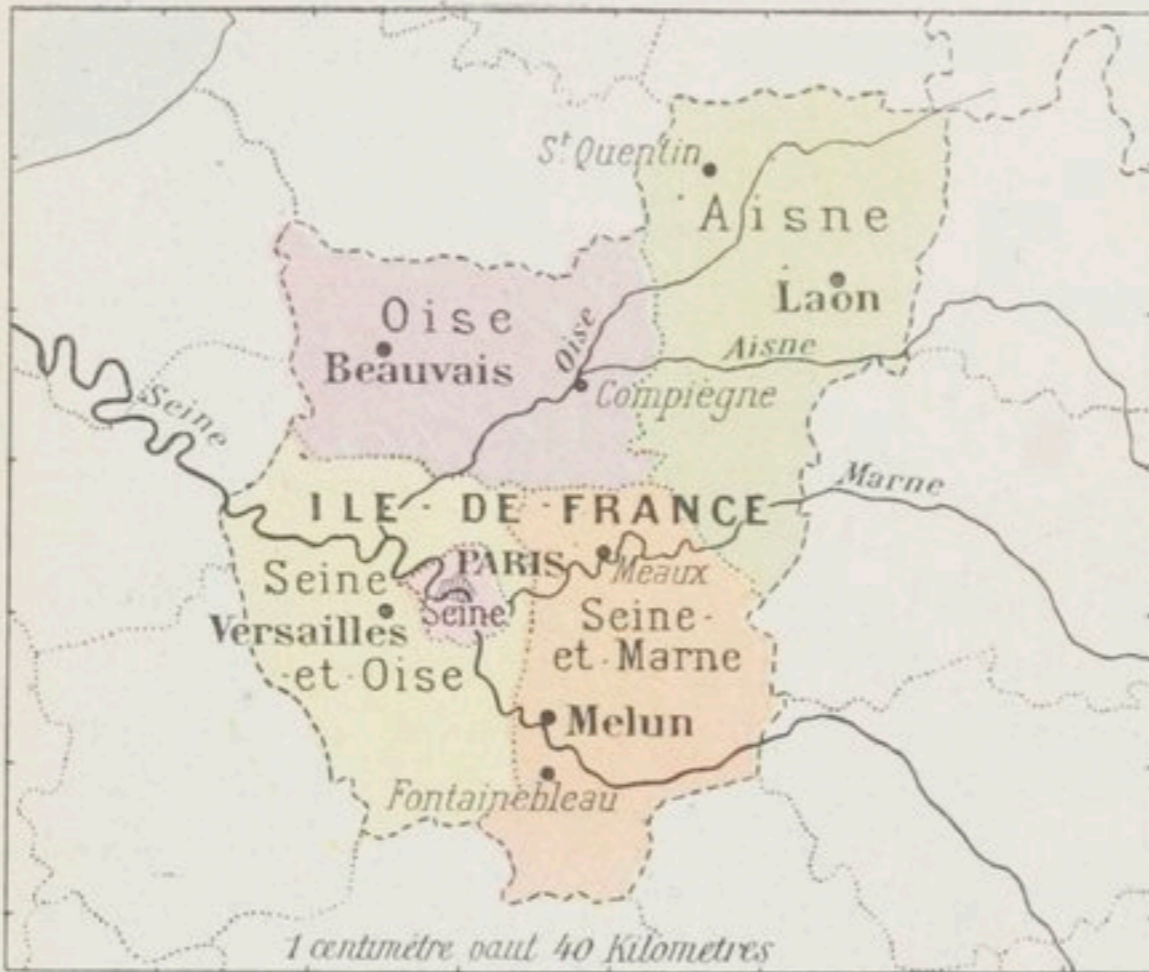 St Quentin
Aisne
Laon
Oise
Beauvais
Oise
Aisne
Compiègne
Seine
Marne
ILE-DE-FRANCE
PARIS
Meaux
Seine
Seine
Versailles
-et-Oise
Seine-
et-Marne
Melun
Fontainebleau
1 centimètre vaut 40 Kilomètres